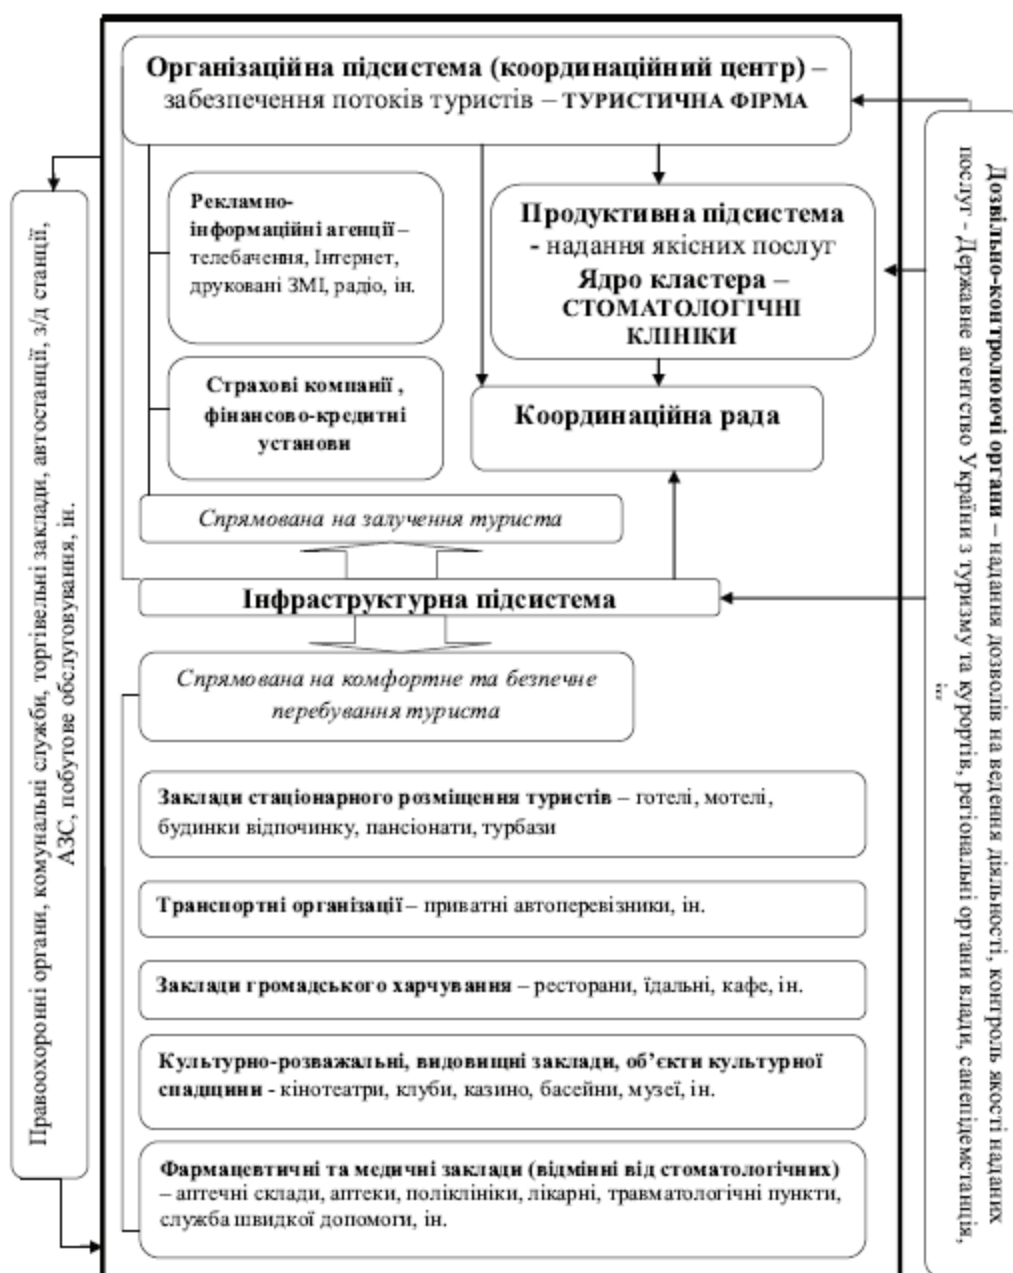 Організаційна підсистема (координаційний центр) –
забезпечення потоків туристів – ТУРИСТИЧНА ФІРМА
Рекламно-
інформаційні агенції –
телебачення, Інтернет,
друковані ЗМІ, радіо, ін.
Продуктивна підсистема
- надання якісних послуг
Ядро кластера –
СТОМАТОЛОГІЧНІ
КЛІНІКИ
Страхові компанії ,
фінансово-кредитні
установи
Координаційна рада
Спрямована на залучення туриста
Інфраструктурна підсистема
Спрямована на комфортне та безпечне
перебування туриста
Заклади стаціонарного розміщення туристів – готелі, мотелі,
будинки відпочинку, пансіонати, турбази
Транспортні організації – приватні автоперевізники, ін.
Заклади громадського харчування – ресторани, їдальні, кафе, ін.
Культурно-розважальні, видовищні заклади, об’єкти культурної
спадщини - кінотеатри, клуби, казино, басейни, музеї, ін.
Фармацевтичні та медичні заклади (відмінні від стоматологічних)
– аптечні склади, аптеки, поліклініки, лікарні, травматологічні пункти,
служба швидкої допомоги, ін.
Правоохоронні органи, комунальні служби, торгівельні заклади, автостанції, з/д станції,
АЗС, побутове обслуговування, ін.
Дозвільно-контролюючі органи – надання дозволів на ведення діяльності, контроль якості наданих
послуг - Державне агентство України з туризму та курортів, регіональні органи влади, санепідемстанція,